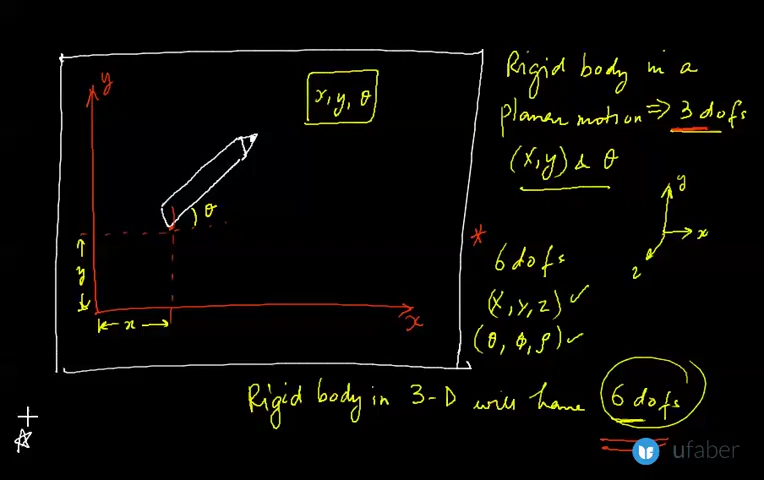 y
x, y, θ
θ
y
x
x
Rigid body in a
planar motion ⇒ 3 dofs
(x, y) & θ
y
x
z
* 6 dofs
(x, y, z) ✓
(θ, φ, ρ) ✓
Rigid body in 3-D will have 6 dofs
ufaber